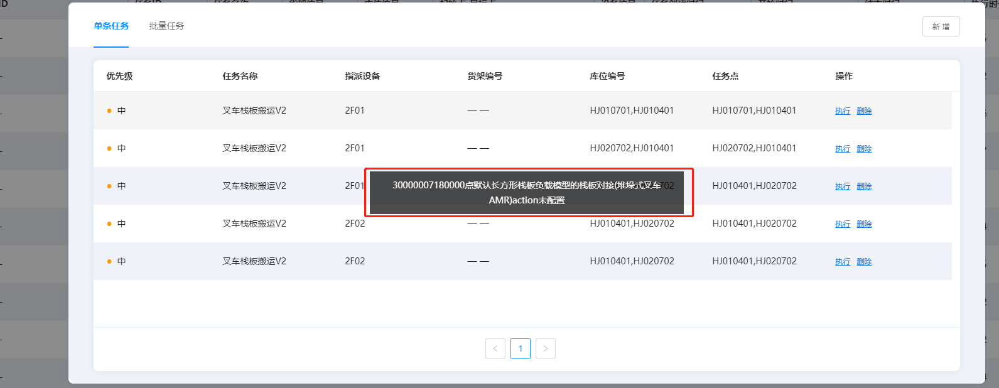 单条任务 批量任务 新 增
优先级 任务名称 指派设备 货架编号 库位编号 任务点 操作
中 叉车栈板搬运V2 2F01 — — HJ010701,HJ010401 HJ010701,HJ010401 执行 删除
中 叉车栈板搬运V2 2F01 — — HJ020702,HJ010401 HJ020702,HJ010401 执行 删除
中 叉车栈板搬运V2 2F01 HJ010401,HJ020702 执行 删除
30000007180000点默认长方形栈板负载模型的栈板对接(堆垛式叉车
AMR)action未配置
中 叉车栈板搬运V2 2F02 — — HJ010401,HJ020702 HJ010401,HJ020702 执行 删除
中 叉车栈板搬运V2 2F02 — — HJ010401,HJ020702 HJ010401,HJ020702 执行 删除
< 1 >